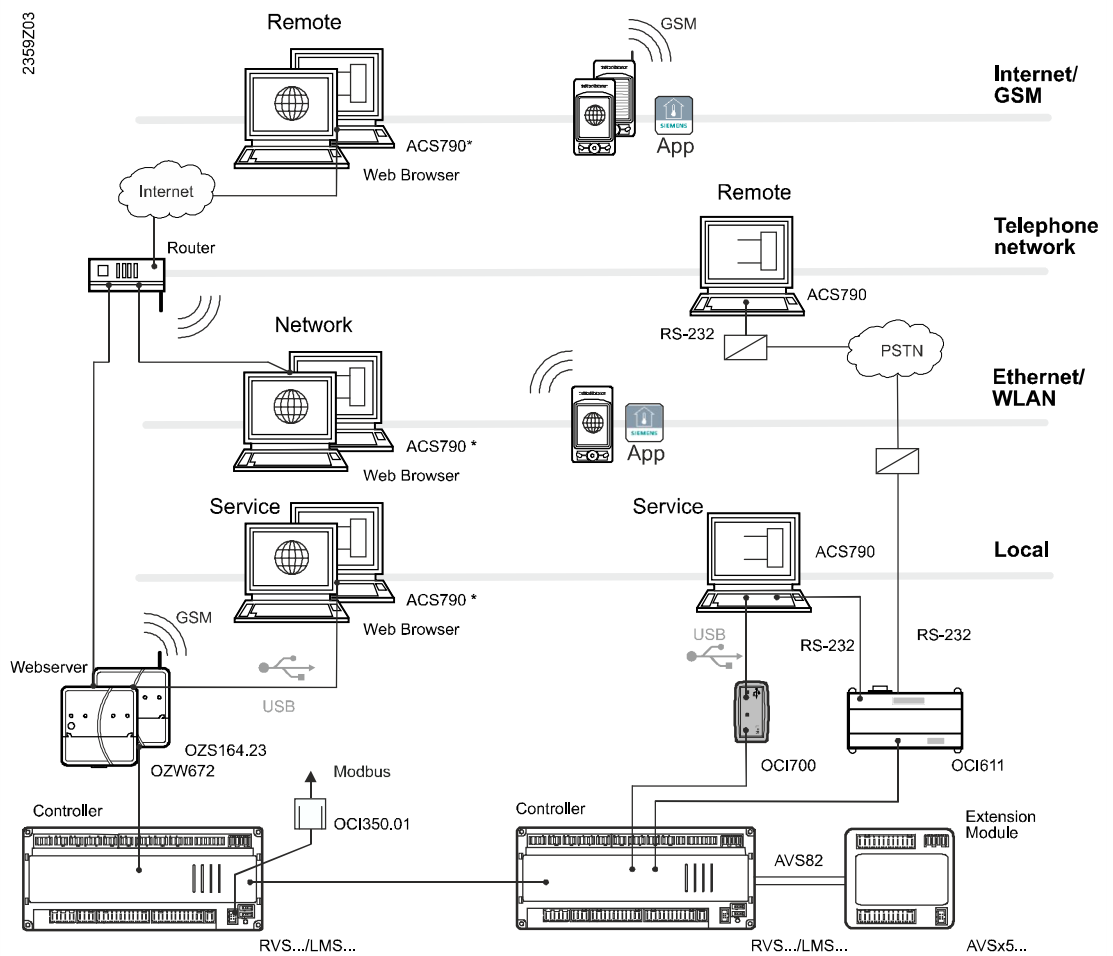 2359Z03
Remote
GSM
Internet/
GSM
ACS790*
SIEMENS
App
Web Browser
Internet
Remote
Telephone
network
Router
ACS790
RS-232
Network
PSTN
Ethernet/
WLAN
SIEMENS
ACS790 *
App
Web Browser
Service
Service
ACS790
Local
ACS790 *
GSM
Web Browser
USB
RS-232
RS-232
Webserver
USB
OZS164.23
OZW672
OCI700
OCI611
Modbus
Controller
OCI350.01
Controller
Extension
Module
AVS82
RVS.../LMS...
RVS.../LMS...
AVSx5...